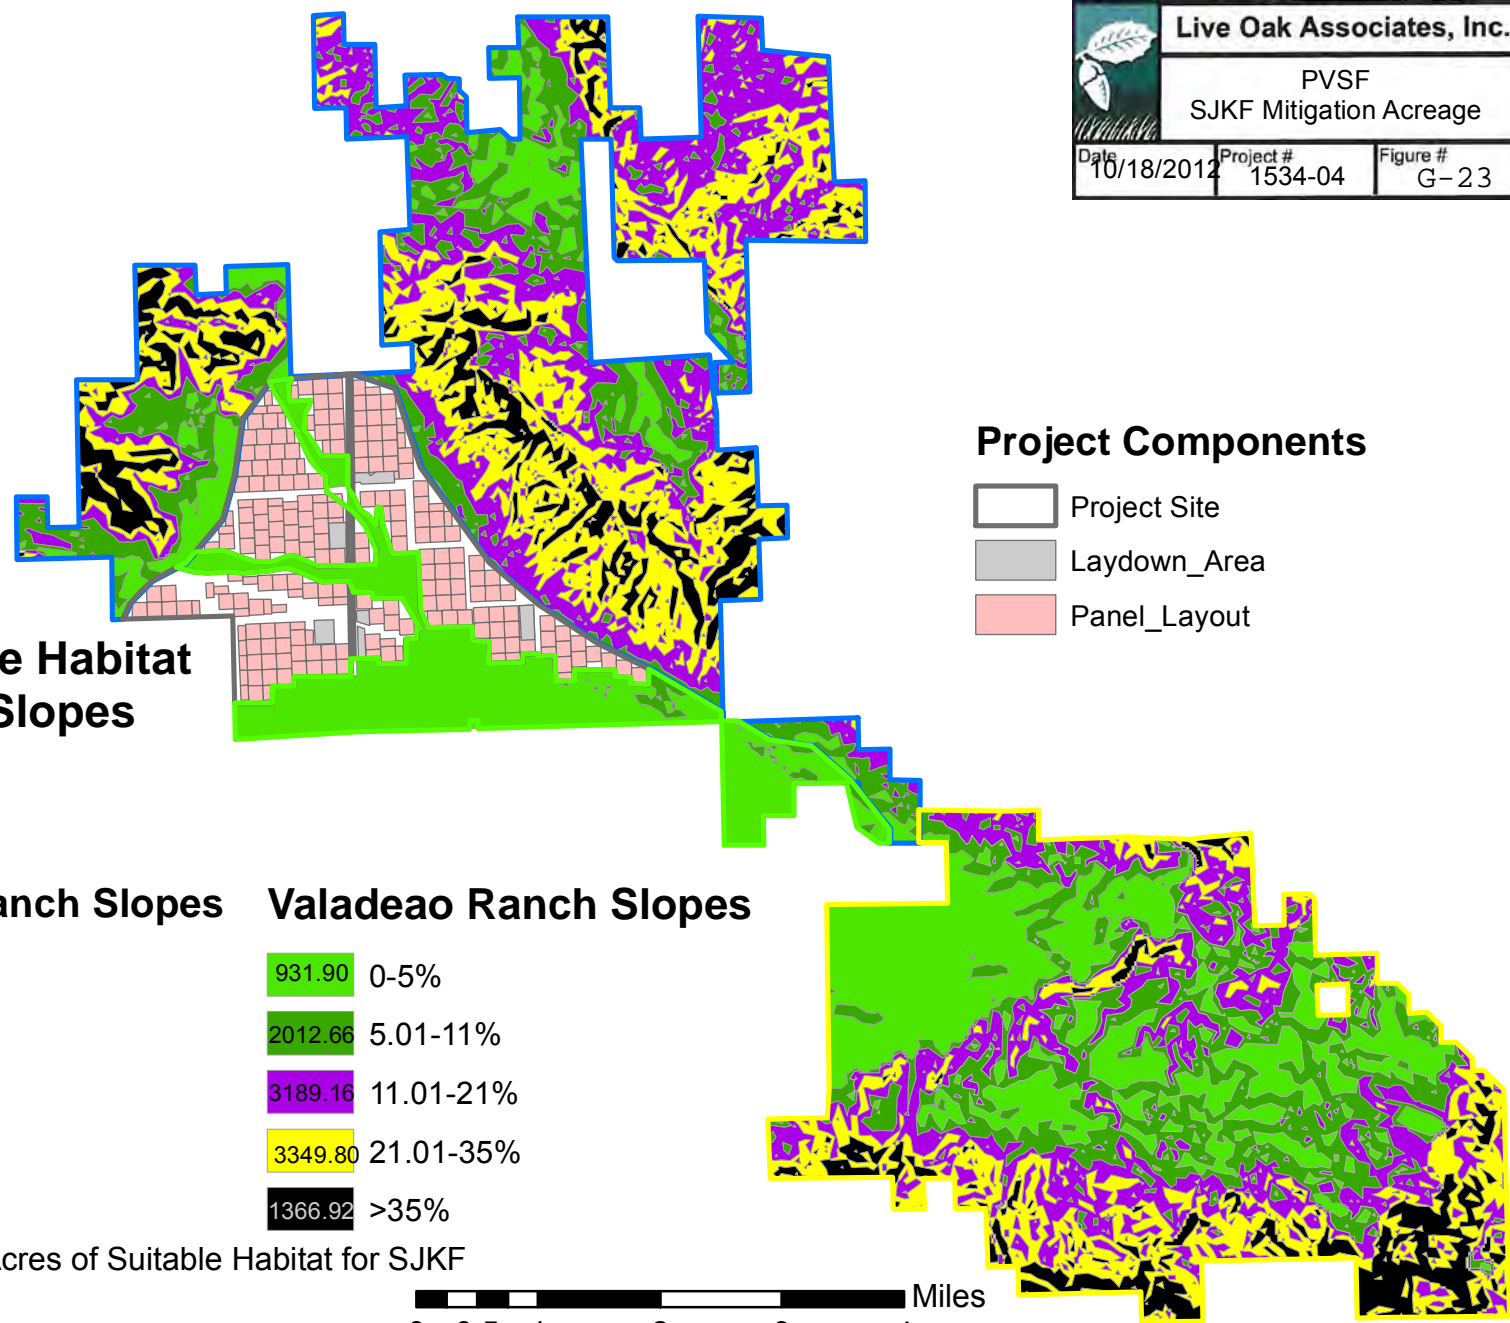 Live Oak Associates, Inc.
PVSF
SJKF Mitigation Acreage
Date
10/18/2012
Project #
1534-04
Figure #
G-23
Project Components
Project Site
Laydown_Area
Panel_Layout
e Habitat
Slopes
anch Slopes
Valadeao Ranch Slopes
931.90 0-5%
2012.66 5.01-11%
3189.16 11.01-21%
3349.80 21.01-35%
1366.92 >35%
Acres of Suitable Habitat for SJKF
Miles